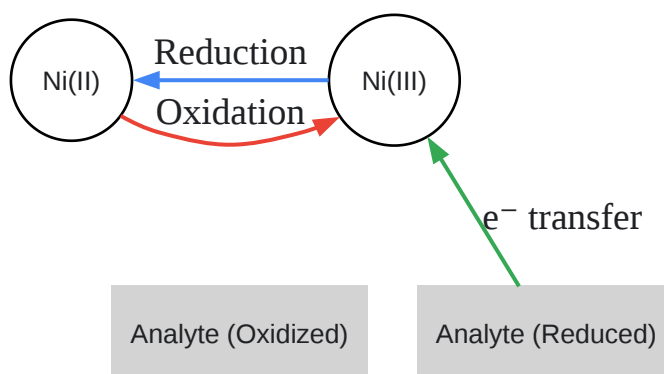 Reduction
Ni(II)
Ni(III)
Oxidation
e⁻ transfer
Analyte (Oxidized)
Analyte (Reduced)